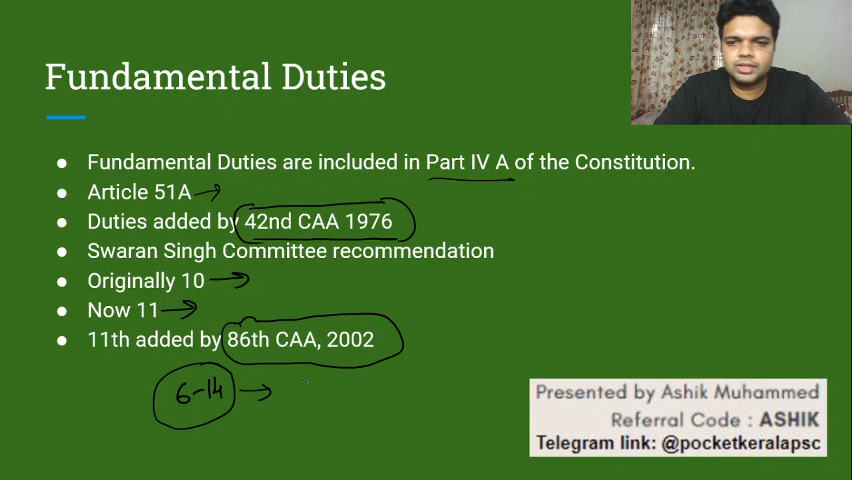 Fundamental Duties
Fundamental Duties are included in Part IV A of the Constitution.
Article 51A
Duties added by 42nd CAA 1976
Swaran Singh Committee recommendation
Originally 10
Now 11
11th added by 86th CAA, 2002
6-14
Presented by Ashik Muhammed
Referral Code : ASHIK
Telegram link: @pocketkeralapsc